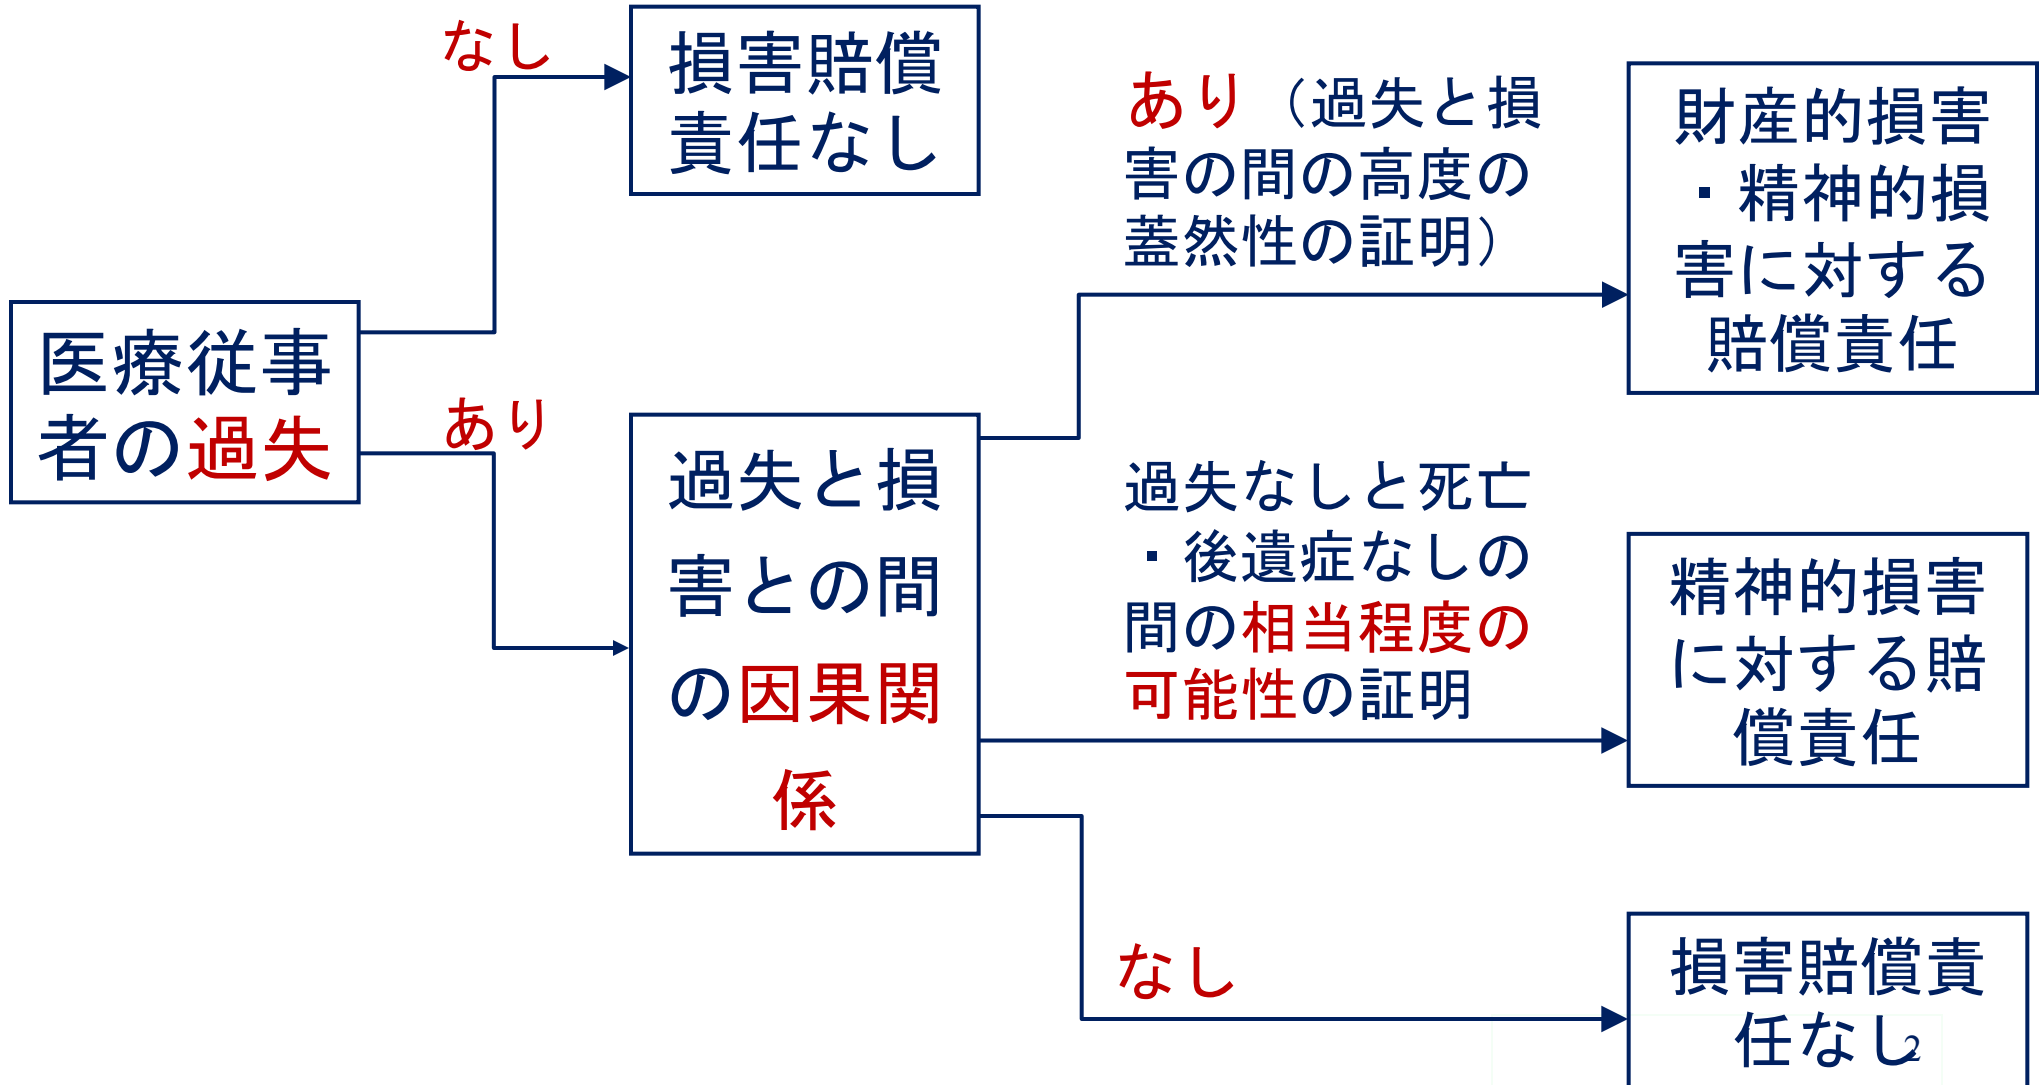 なし
損害賠償
責任なし
医療従事
者の過失
あり
過失と損
害との間
の因果関
係
あり（過失と損
害の間の高度の
蓋然性の証明）
財産的損害
・精神的損
害に対する
賠償責任
過失なしと死亡
・後遺症なしの
間の相当程度の
可能性の証明
精神的損害
に対する賠
償責任
なし
損害賠償責
任なし
2